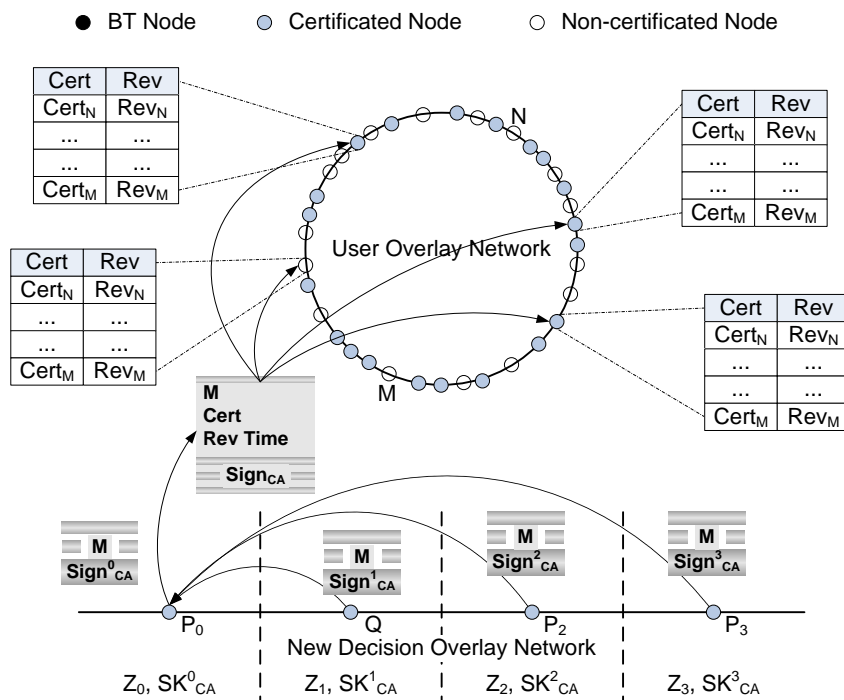 BT Node Certificated Node Non-certificated Node
Cert Rev
Cert_N Rev_N
... ...
... ...
Cert_M Rev_M
N
Cert Rev
Cert_N Rev_N
... ...
... ...
Cert_M Rev_M
User Overlay Network
Cert Rev
Cert_N Rev_N
... ...
... ...
Cert_M Rev_M
Cert Rev
Cert_N Rev_N
... ...
... ...
Cert_M Rev_M
M
M
Cert
Rev Time
Sign_CA
M
Sign^0_CA
M
Sign^1_CA
M
Sign^2_CA
M
Sign^3_CA
P_0 Q P_2 P_3
New Decision Overlay Network
Z_0, SK^0_CA Z_1, SK^1_CA Z_2, SK^2_CA Z_3, SK^3_CA